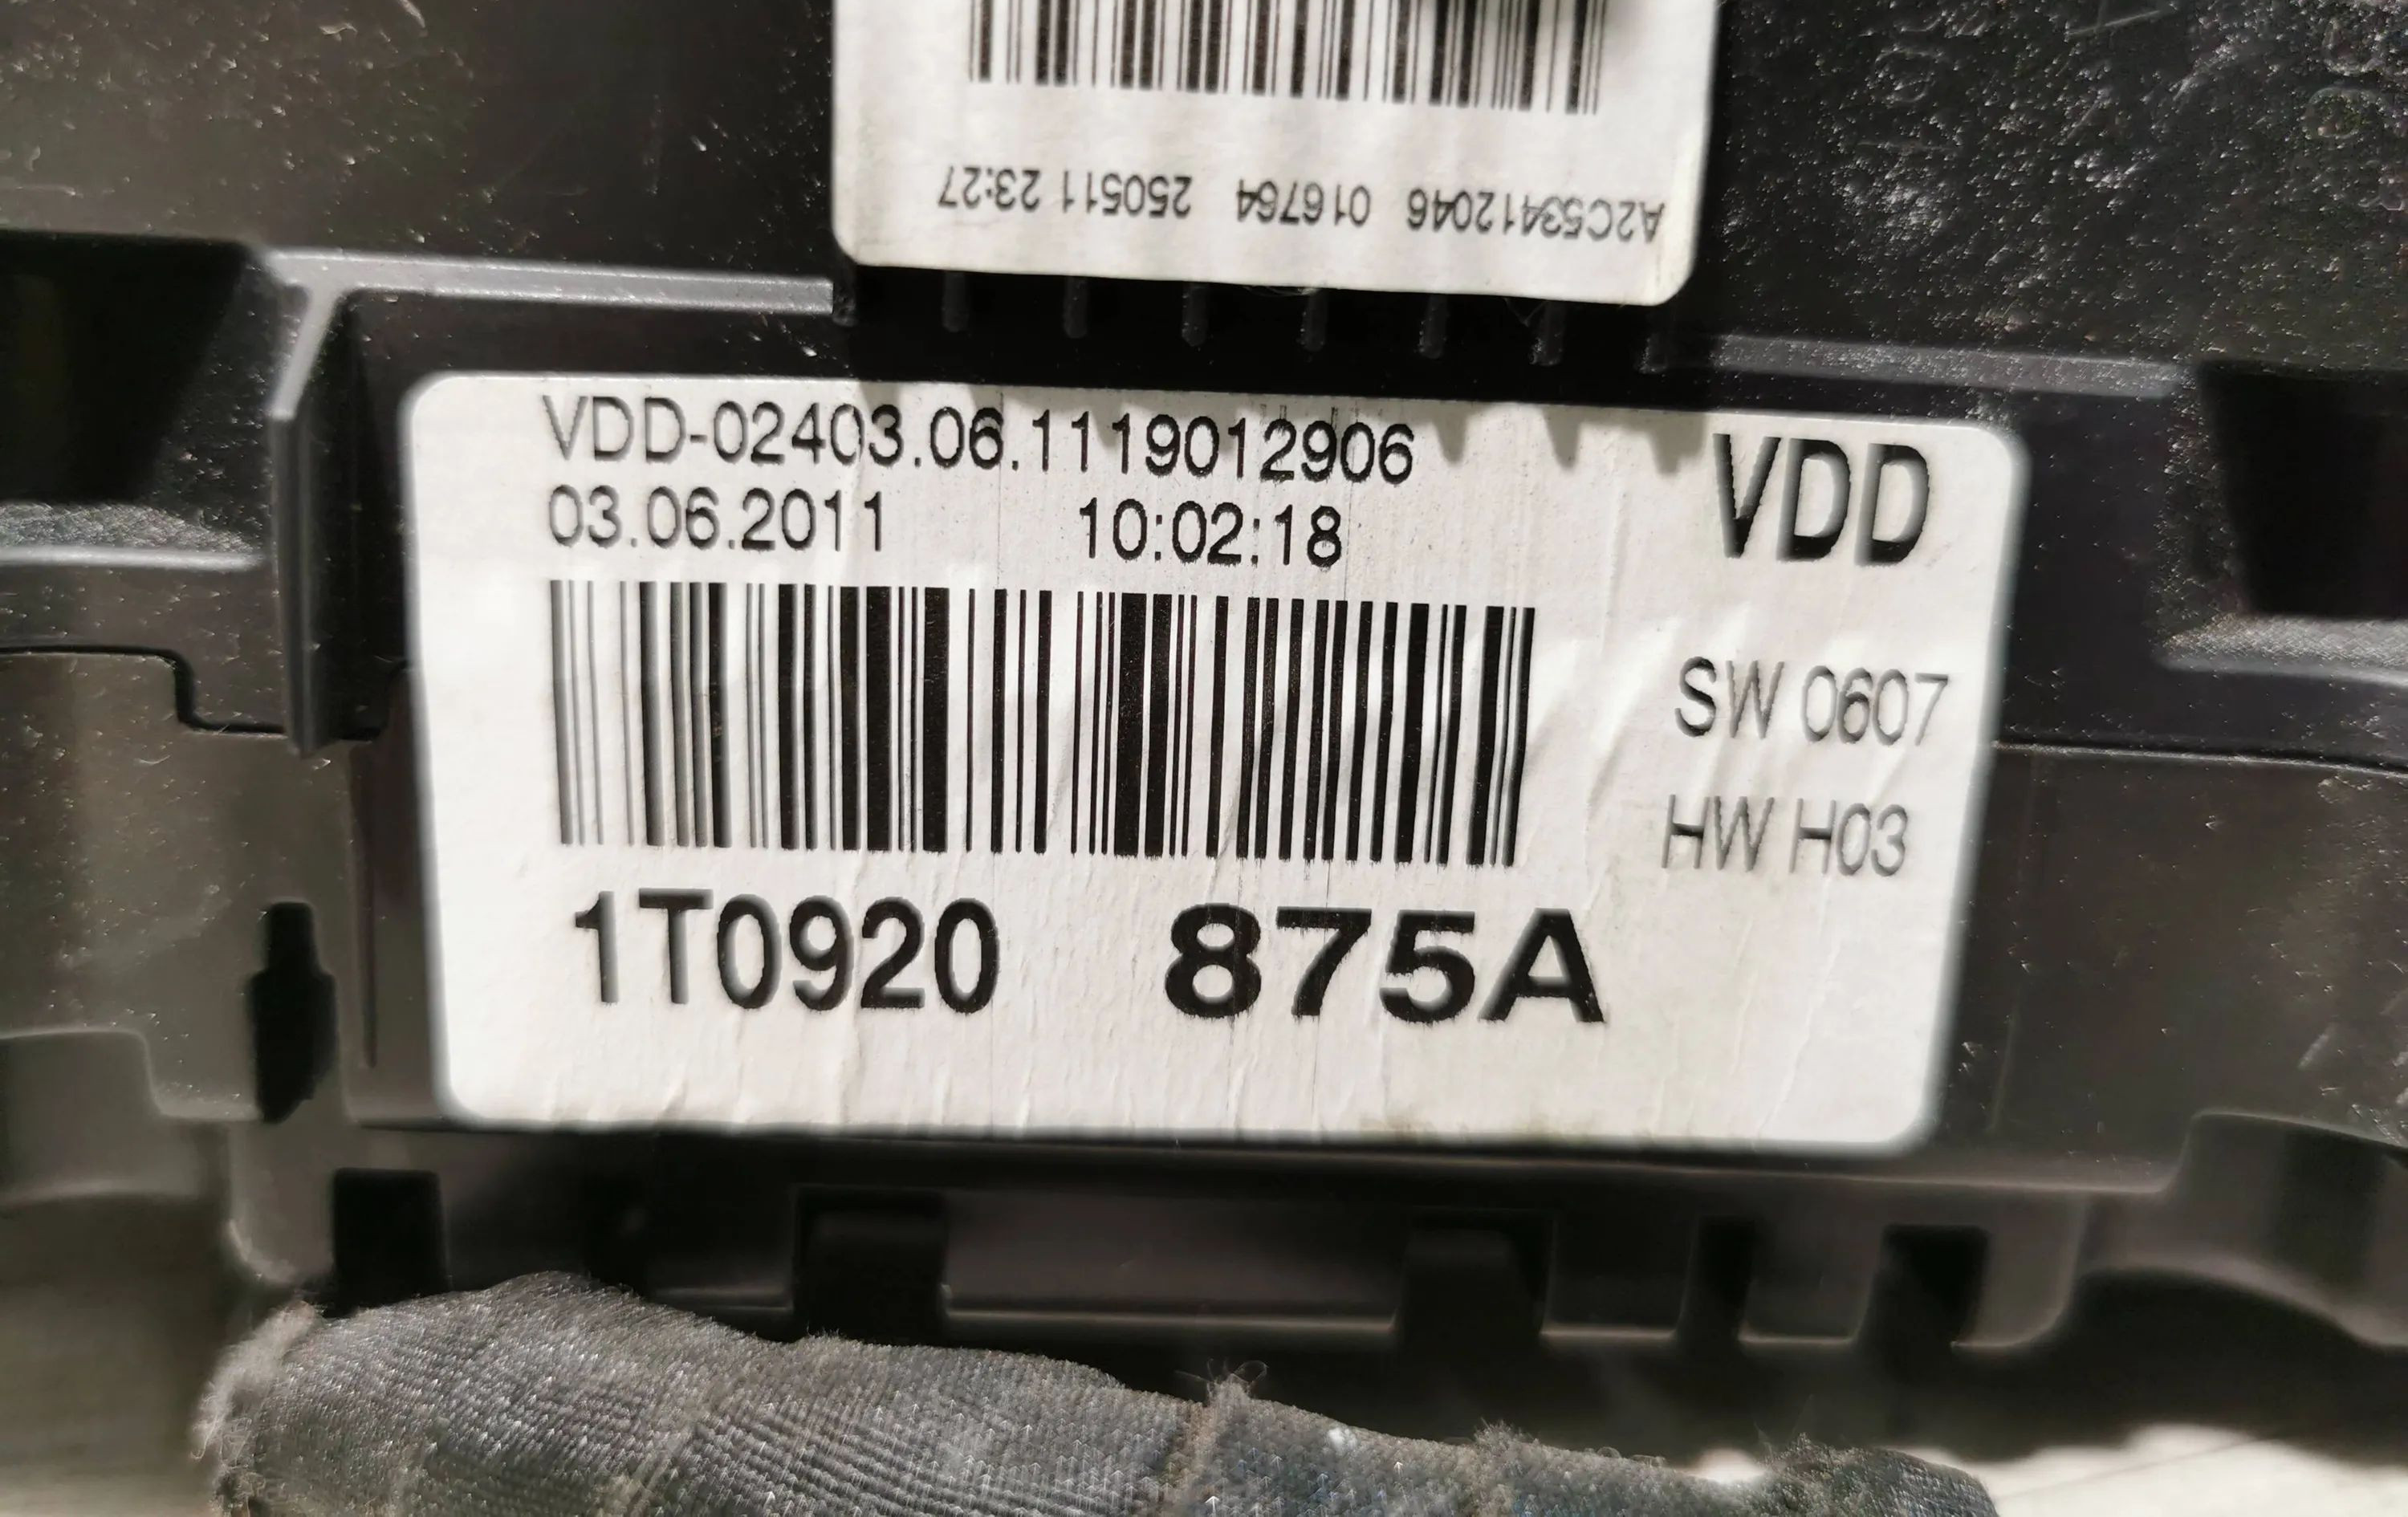 A2C53412046 016764 250511 23:27
VDD-02403.06.1119012906
03.06.2011 10:02:18
VDD
SW 0607
HW H03
1T0920 875A